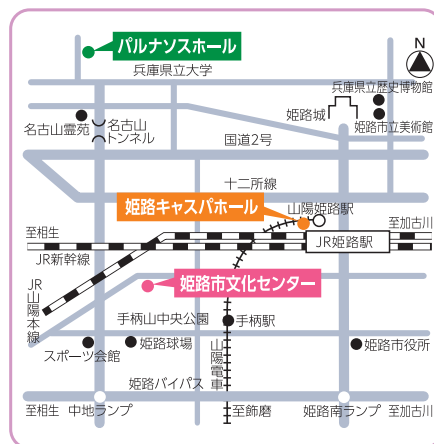 パルナソスホール
N
兵庫県立大学
兵庫県立歴史博物館
姫路城
名古山霊苑
名古山
トンネル
姫路市立美術館
国道2号
十二所線
姫路キャスパホール
山陽姫路駅
至相生
至加古川
JR姫路駅
JR新幹線
JR山陽本線
姫路市文化センター
手柄山中央公園
手柄駅
スポーツ会館
姫路球場
山陽電車
姫路市役所
姫路バイパス
至相生
中地ランプ
至飾磨
姫路南ランプ
至加古川